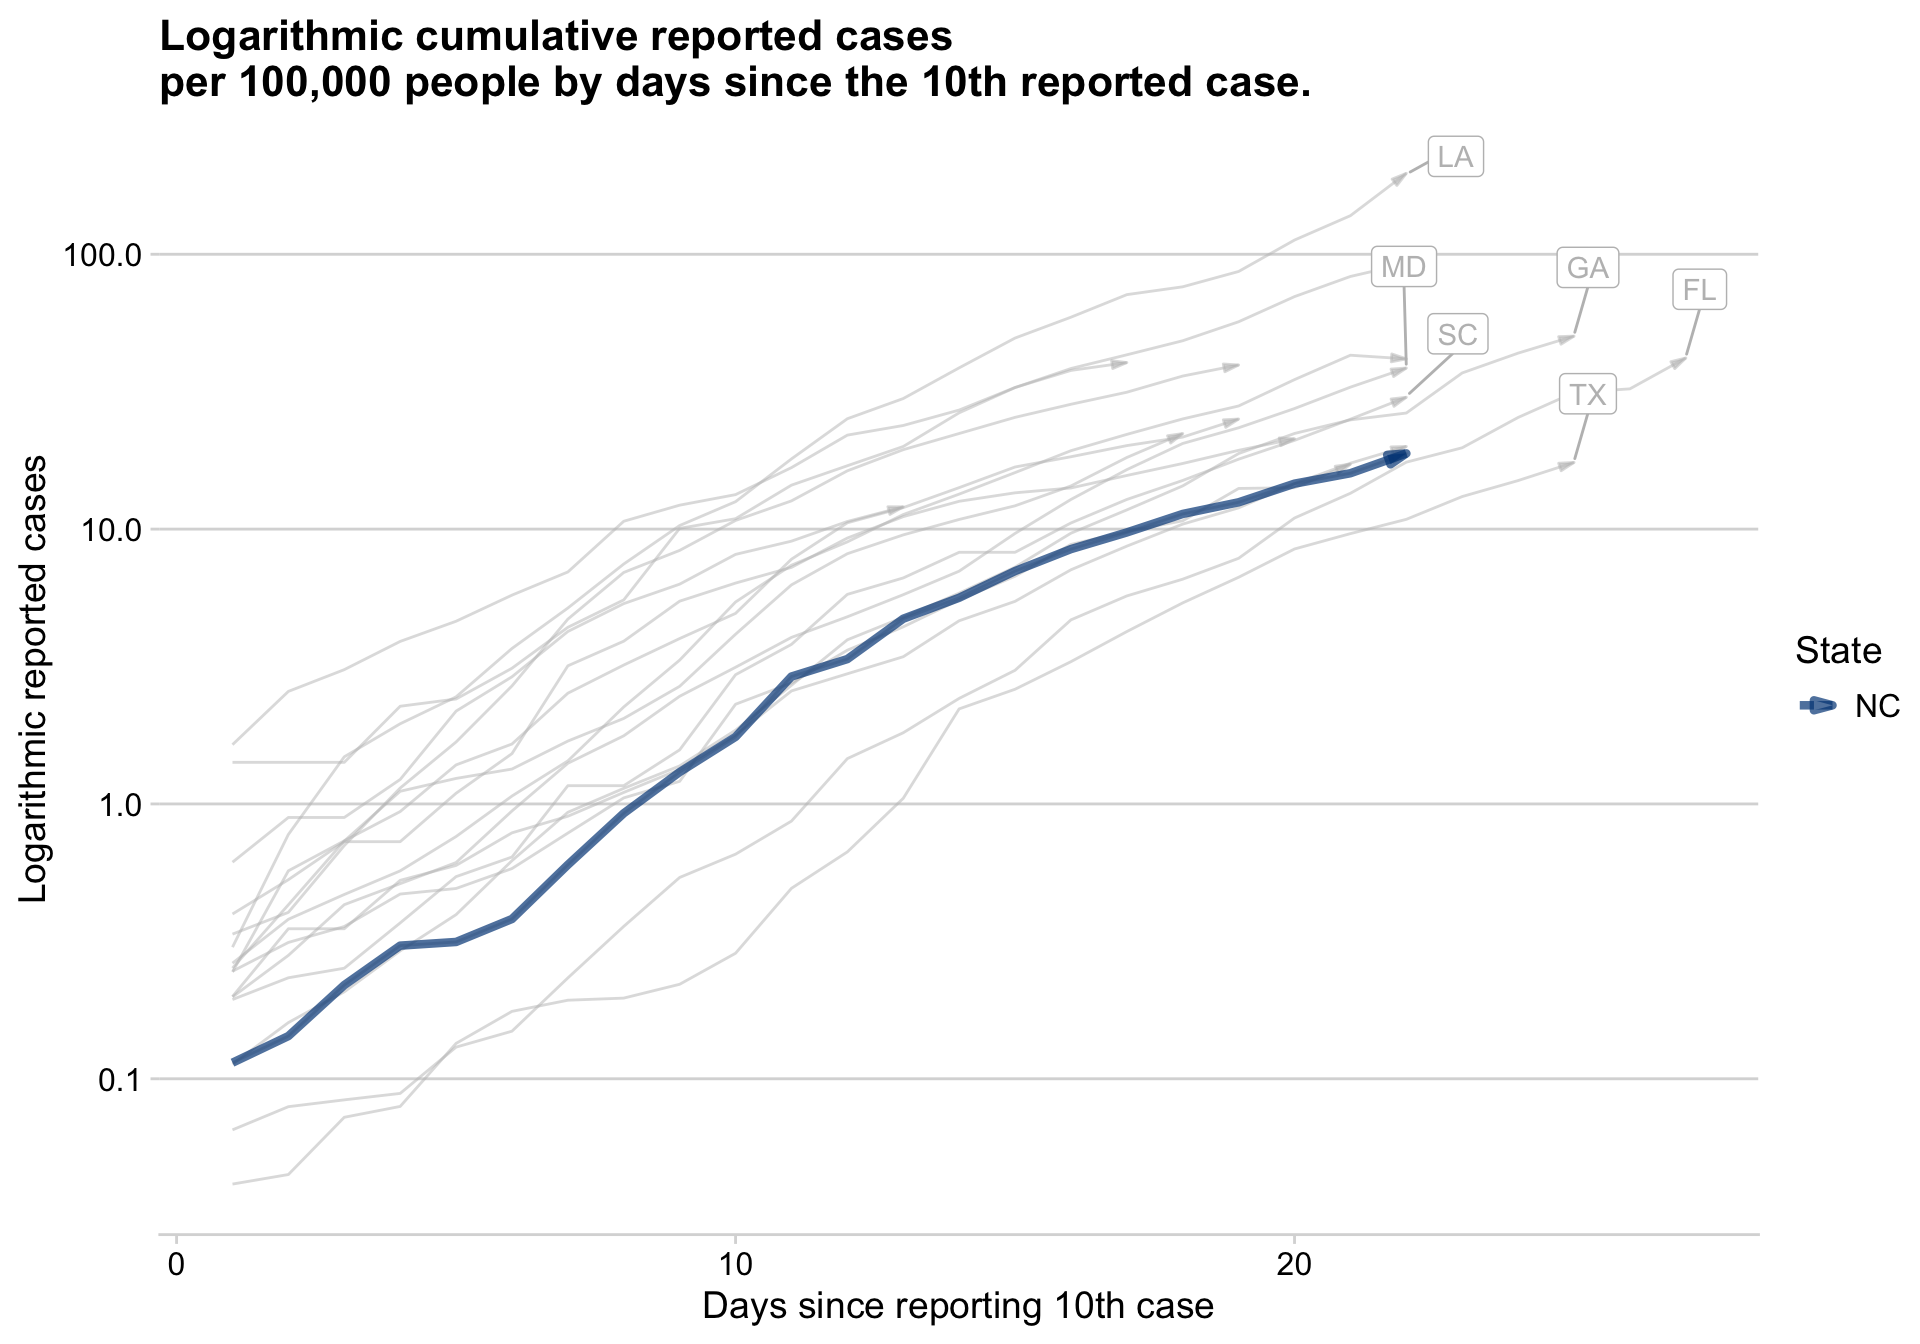 Logarithmic cumulative reported cases
per 100,000 people by days since the 10th reported case.
LA
100.0
MD
GA
FL
SC
TX
10.0
Logarithmic reported cases
State
NC
1.0
0.1
0
10
20
Days since reporting 10th case